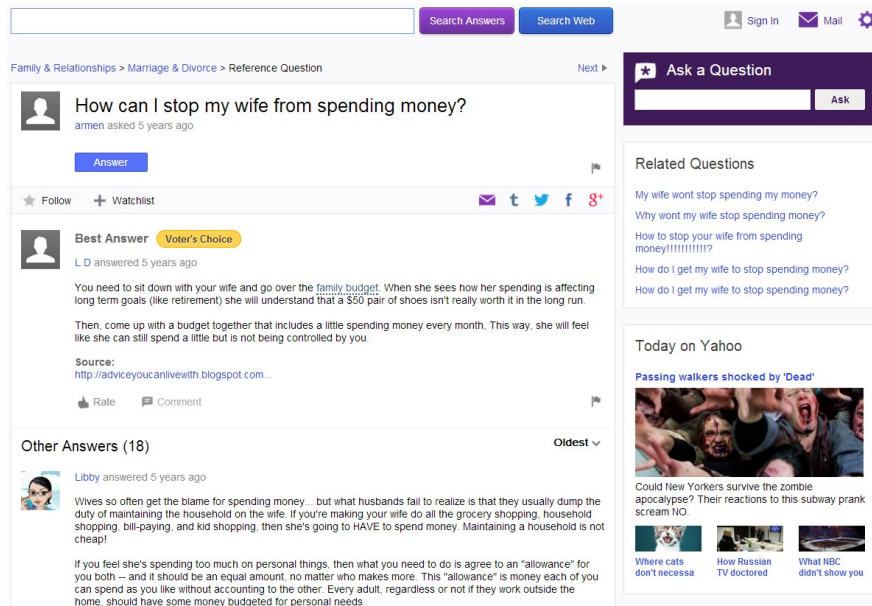 Search Answers
Search Web
Sign In
Mail
Family & Relationships > Marriage & Divorce > Reference Question
Next
How can I stop my wife from spending money?
armen asked 5 years ago
Answer
Follow
Watchlist
t
f
g+
Best Answer
Voter's Choice
L D answered 5 years ago
You need to sit down with your wife and go over the family budget. When she sees how her spending is affecting
long term goals (like retirement) she will understand that a $50 pair of shoes isn't really worth it in the long run.
Then, come up with a budget together that includes a little spending money every month, This way, she will feel
like she can still spend a little but is not being controlled by you.
Source:
http://adviceyoucanlivewith.blogspot.com...
Rate
Comment
Other Answers (18)
Oldest
Libby answered 5 years ago
Wives so often get the blame for spending money... but what husbands fail to realize is that they usually dump the
duty of maintaining the household on the wife. If you're making your wife do all the grocery shopping, household
shopping, bill-paying, and kid shopping, then she's going to HAVE to spend money. Maintaining a household is not
cheap!
If you feel she's spending too much on personal things, then what you need to do is agree to an "allowance" for
you both -- and it should be an equal amount, no matter who makes more. This "allowance" is money each of you
can spend as you like without accounting to the other. Every adult, regardless or not if they work outside the
home, should have some money budgeted for personal needs.
Ask a Question
Ask
Related Questions
My wife wont stop spending my money?
Why wont my wife stop spending money?
How to stop your wife from spending
money!!!!!!!!!!!?
How do I get my wife to stop spending money?
How do I get my wife to stop spending money?
Today on Yahoo
Passing walkers shocked by 'Dead'
Could New Yorkers survive the zombie
apocalypse? Their reactions to this subway prank
scream NO.
Where cats
don't necessa
How Russian
TV doctored
What NBC
didn't show you